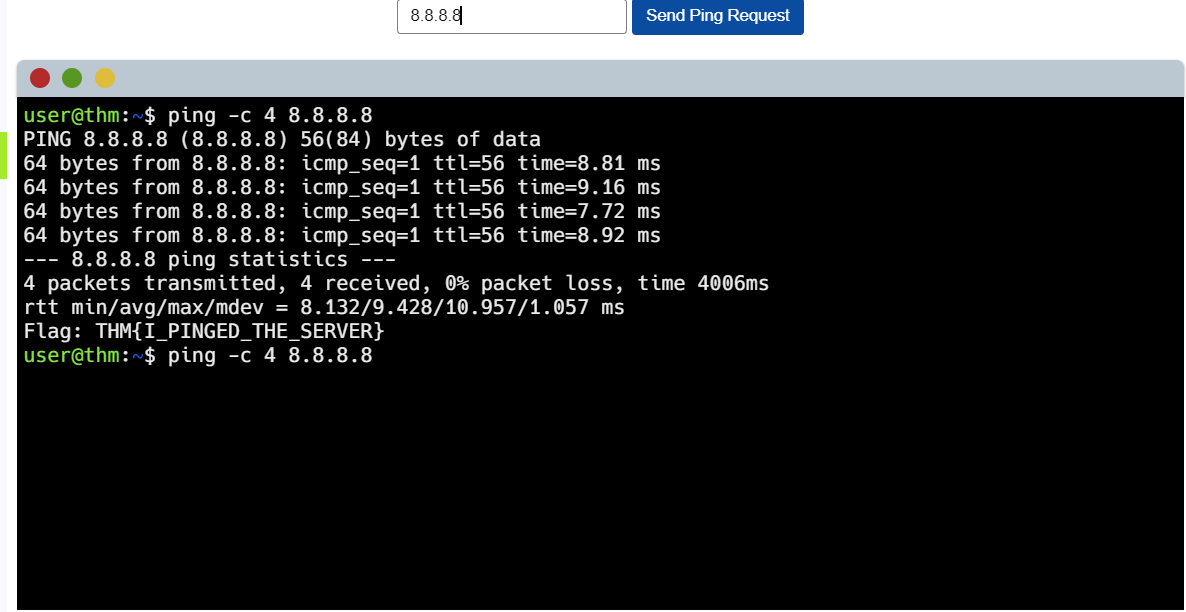 8.8.8.8
Send Ping Request
user@thm:~$ ping -c 4 8.8.8.8
PING 8.8.8.8 (8.8.8.8) 56(84) bytes of data
64 bytes from 8.8.8.8: icmp_seq=1 ttl=56 time=8.81 ms
64 bytes from 8.8.8.8: icmp_seq=1 ttl=56 time=9.16 ms
64 bytes from 8.8.8.8: icmp_seq=1 ttl=56 time=7.72 ms
64 bytes from 8.8.8.8: icmp_seq=1 ttl=56 time=8.92 ms
--- 8.8.8.8 ping statistics ---
4 packets transmitted, 4 received, 0% packet loss, time 4006ms
rtt min/avg/max/mdev = 8.132/9.428/10.957/1.057 ms
Flag: THM{I_PINGED_THE_SERVER}
user@thm:~$ ping -c 4 8.8.8.8